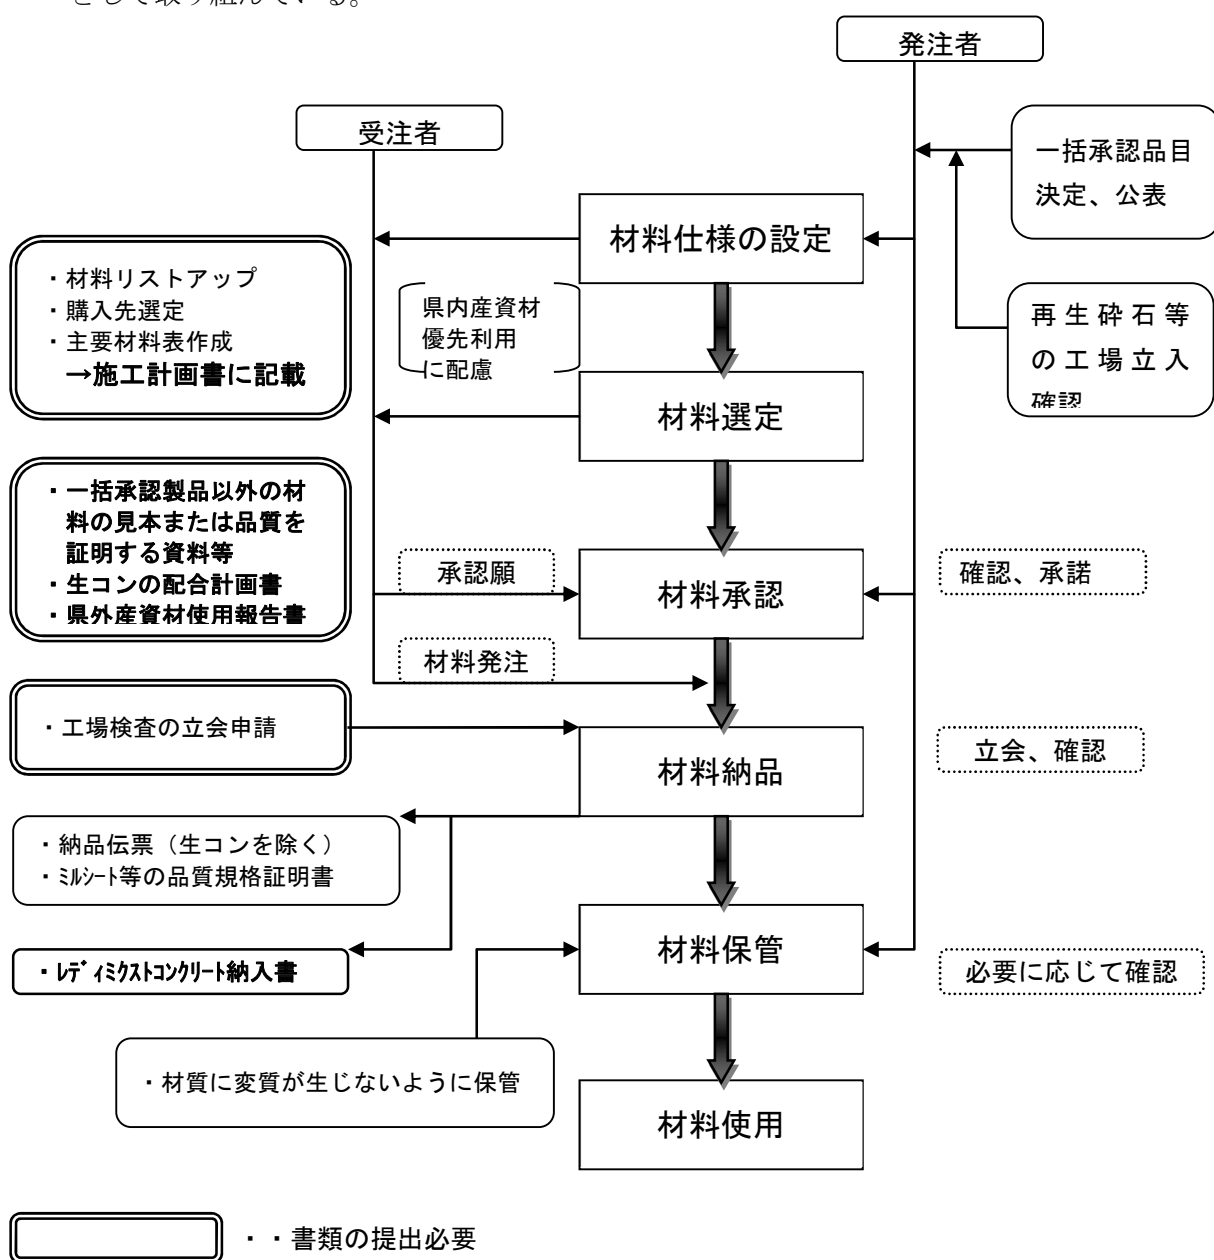 として取り組んでいる。
発注者
受注者
一括承認品目
決定、公表
材料仕様の設定
・材料リストアップ
・購入先選定
・主要材料表作成
→施工計画書に記載
県内産資材
優先利用
に配慮
再生砕石等
の工場立入
確認
材料選定
・一括承認製品以外の材
料の見本または品質を
証明する資料等
・生コンの配合計画書
・県外産資材使用報告書
承認願
材料承認
確認、承諾
材料発注
・工場検査の立会申請
材料納品
立会、確認
・納品伝票（生コンを除く）
・ﾐﾙｼｰﾄ等の品質規格証明書
材料保管
・ﾚﾃﾞｨﾐｸｽﾄｺﾝｸﾘｰﾄ納入書
必要に応じて確認
・材質に変質が生じないように保管
材料使用
・・書類の提出必要